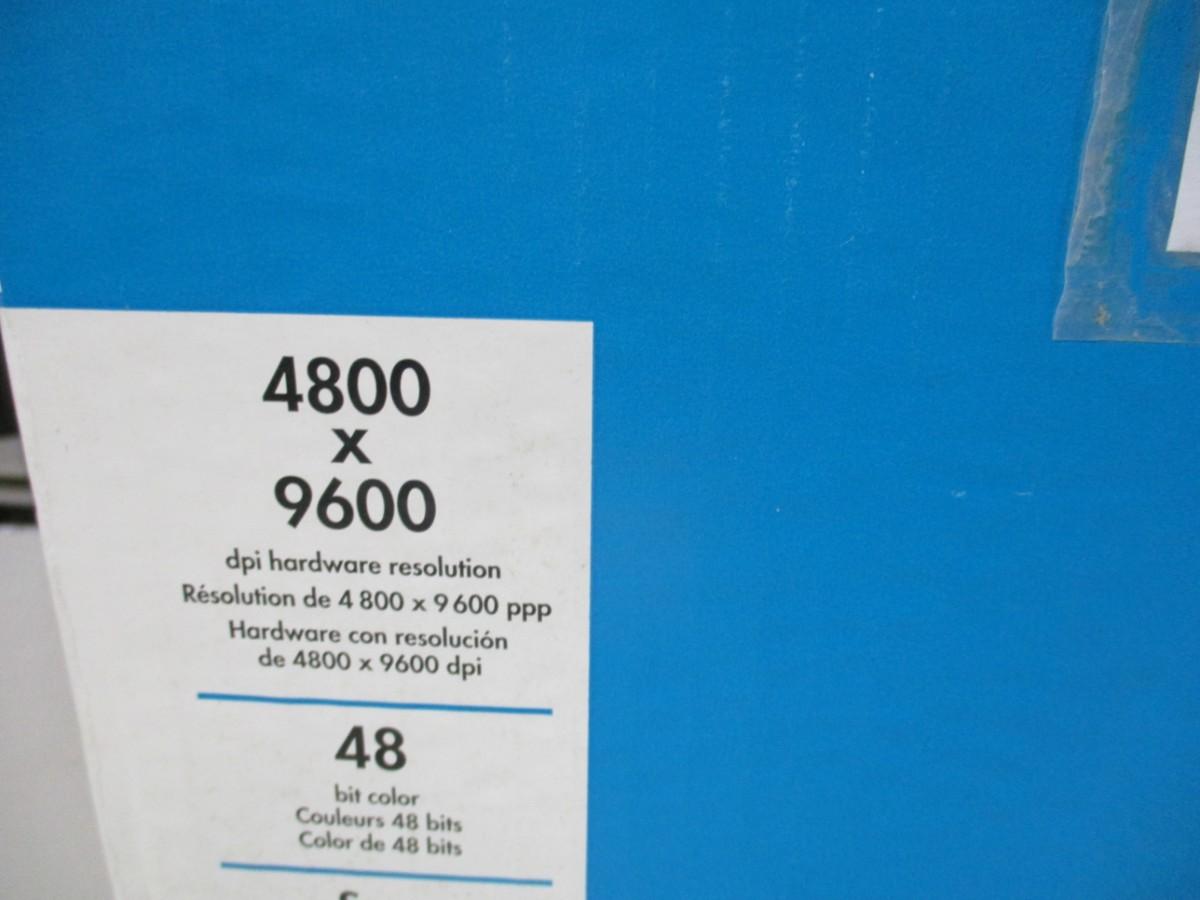 4800
x
9600
dpi hardware resolution
Résolution de 4 800 x 9 600 ppp
Hardware con resolución
de 4800 x 9600 dpi
48
bit color
Couleurs 48 bits
Color de 48 bits